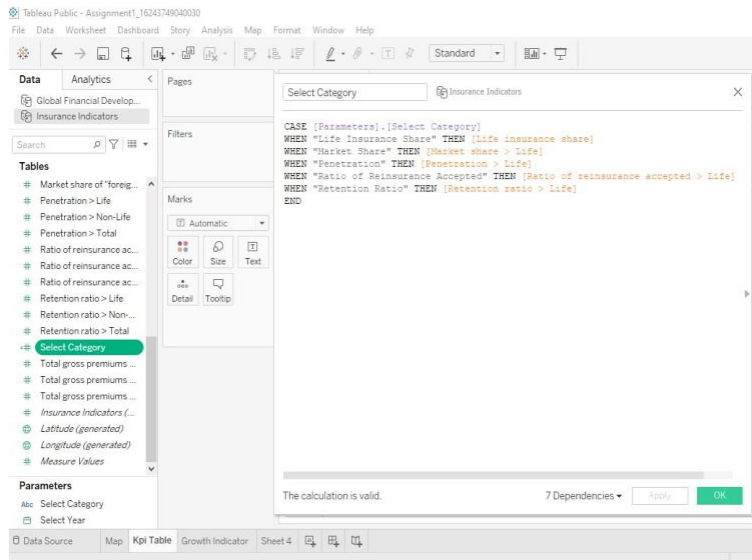 Tableau Public - Assignment1_16243749040030
File Data Worksheet Dashboard Story Analysis Map Format Window Help
Standard
Data Analytics
Global Financial Develop...
Insurance Indicators
Search
Tables
Market share of "foreig...
Penetration > Life
Penetration > Non-Life
Penetration > Total
Ratio of reinsurance ac...
Ratio of reinsurance ac...
Ratio of reinsurance ac...
Retention ratio > Life
Retention ratio > Non-...
Retention ratio > Total
Select Category
Total gross premiums ...
Total gross premiums ...
Total gross premiums ...
Insurance Indicators (...
Latitude (generated)
Longitude (generated)
Measure Values
Parameters
Abc Select Category
Select Year
Pages
Filters
Marks
Automatic
Color Size Text
Detail Tooltip
Select Category Insurance Indicators
CASE [Parameters].[Select Category]
WHEN "Life Insurance Share" THEN [Life insurance share]
WHEN "Market Share" THEN [Market share > Life]
WHEN "Penetration" THEN [Penetration > Life]
WHEN "Ratio of Reinsurance Accepted" THEN [Ratio of reinsurance accepted > Life]
WHEN "Retention Ratio" THEN [Retention ratio > Life]
END
The calculation is valid. 7 Dependencies Apply OK
Data Source Map Kpi Table Growth Indicator Sheet 4